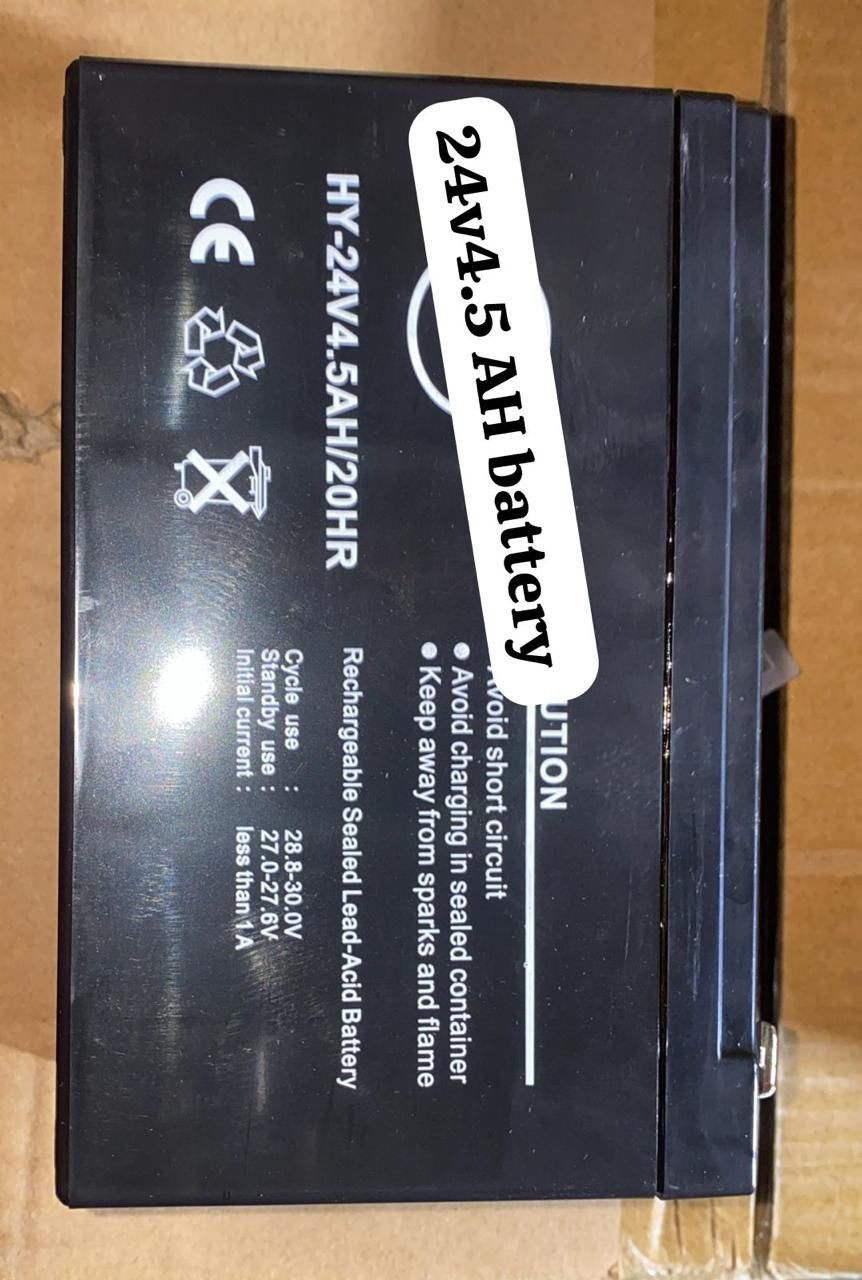 24v4.5 AH battery
HY-24V4.5AH/20HR
CE
UTION
Avoid short circuit
● Avoid charging in sealed container
● Keep away from sparks and flame
Rechargeable Sealed Lead-Acid Battery
Cycle use : 28.8-30.0V
Standby use : 27.0-27.6V
Initial current : less than 1A